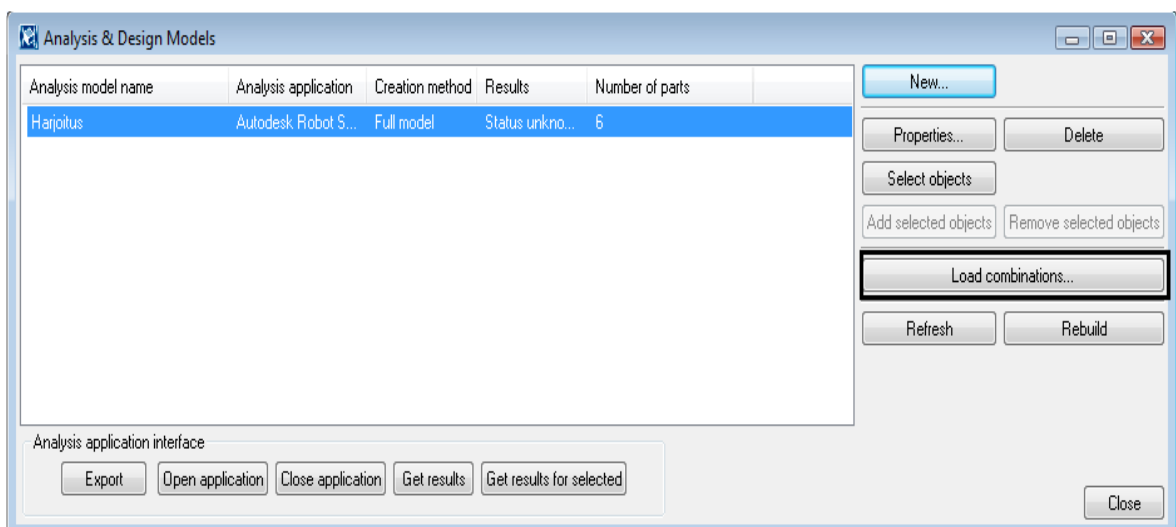 Analysis & Design Models
Analysis model name Analysis application Creation method Results Number of parts
Harjoitus Autodesk Robot S... Full model Status unkno... 6
New...
Properties... Delete
Select objects
Add selected objects Remove selected objects
Load combinations...
Refresh Rebuild
Analysis application interface
Export Open application Close application Get results Get results for selected
Close